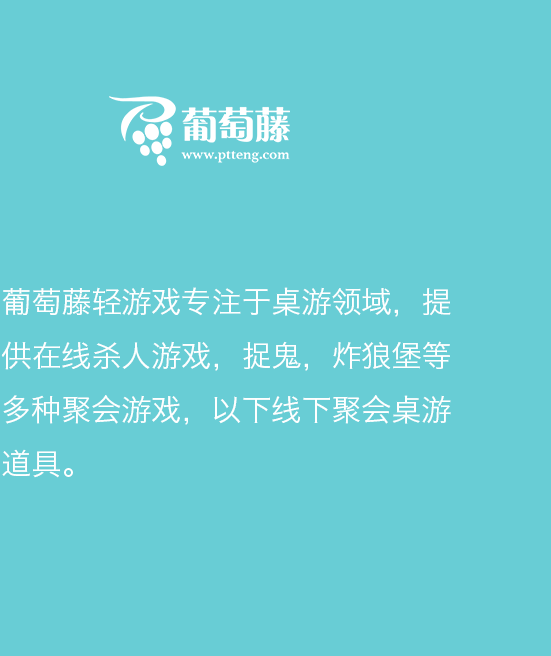 葡萄藤
www.ptteng.com
葡萄藤轻游戏专注于桌游领域，提
供在线杀人游戏，捉鬼，炸狼堡等
多种聚会游戏，以下线下聚会桌游
道具。